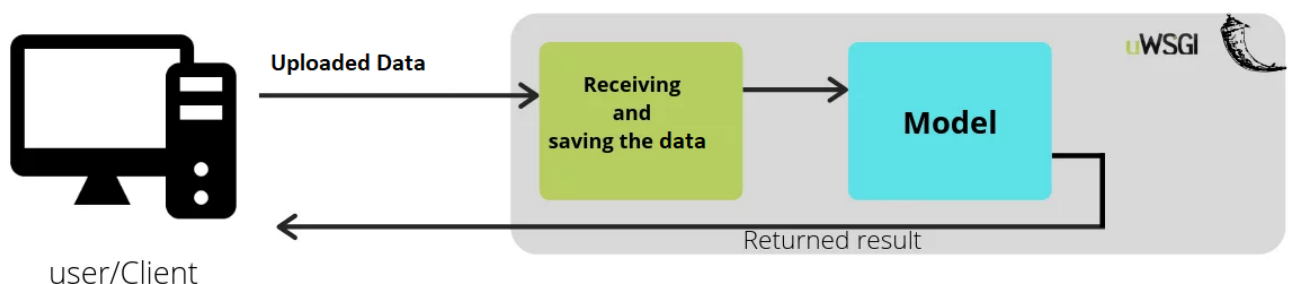 Uploaded Data
uWSGI
Receiving
and
saving the data
Model
Returned result
user/Client